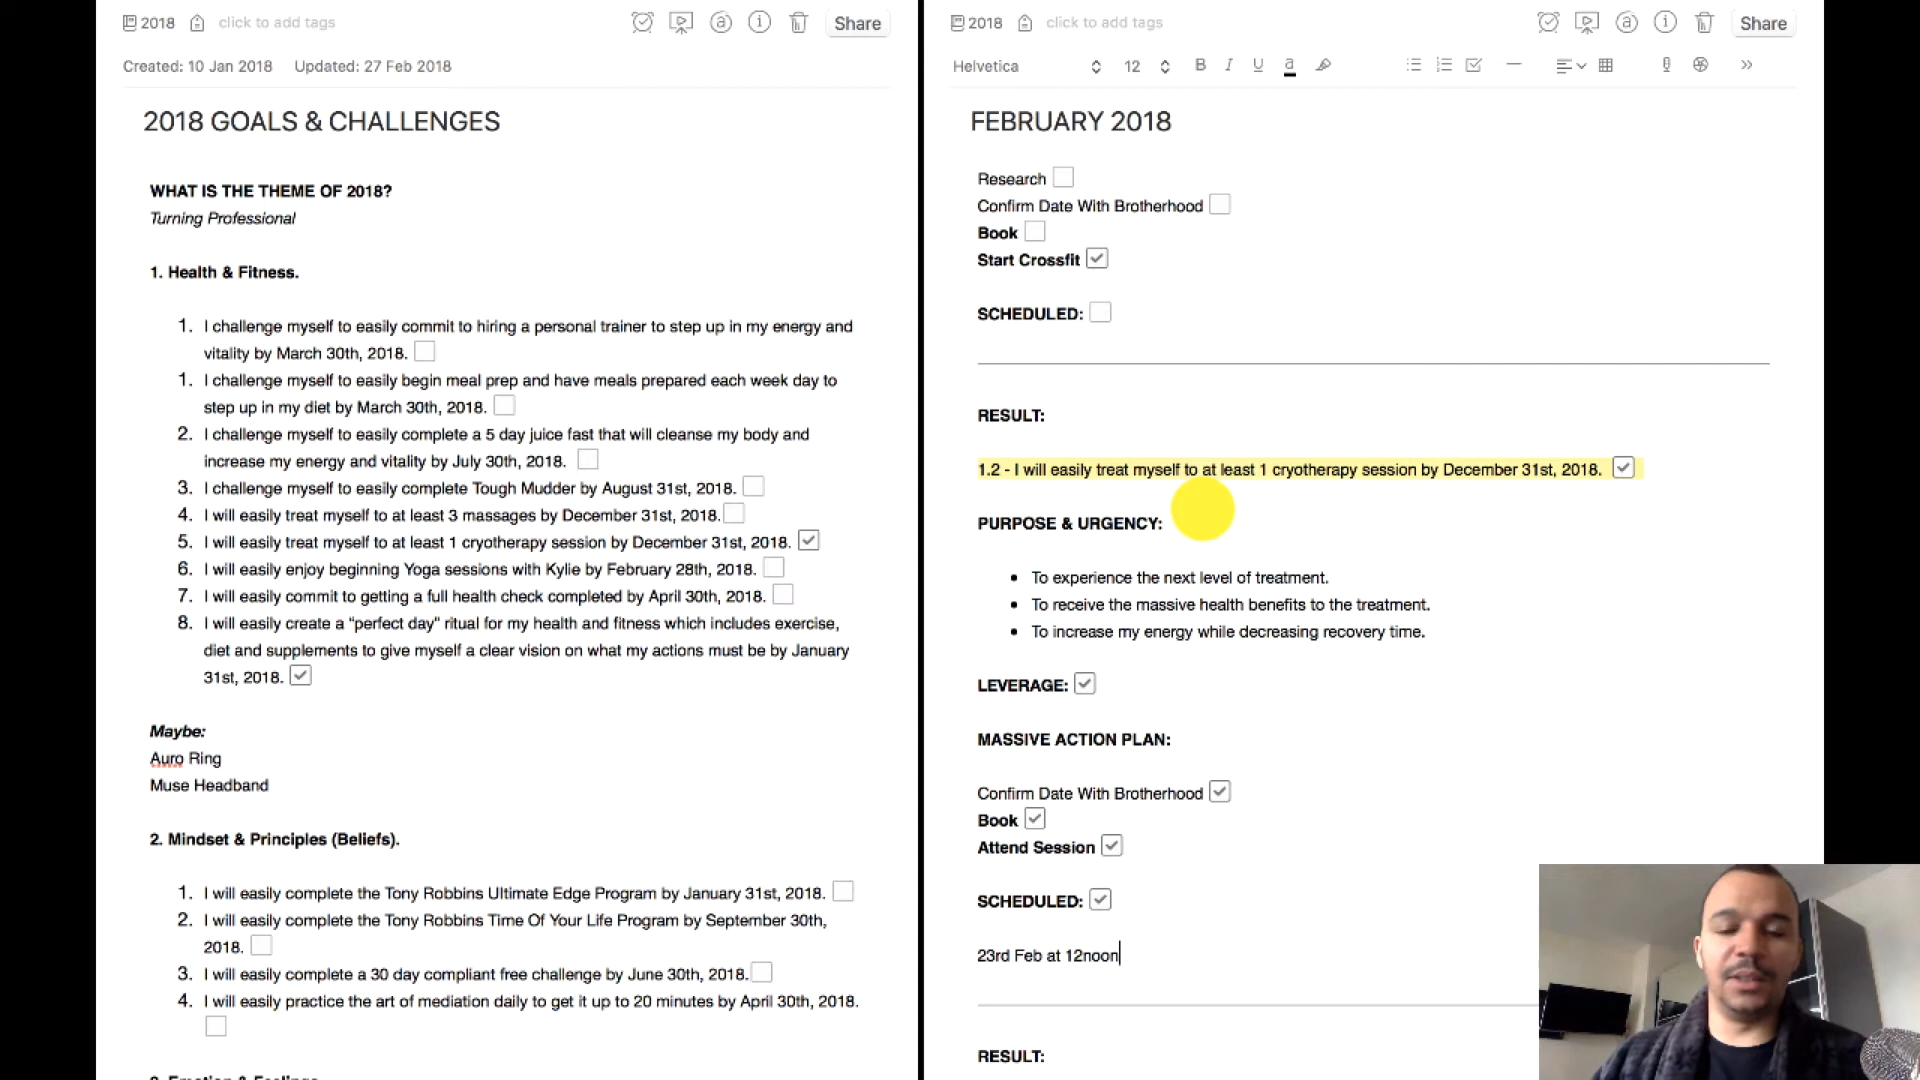 2018 click to add tags Share
Created: 10 Jan 2018 Updated: 27 Feb 2018
2018 GOALS & CHALLENGES
WHAT IS THE THEME OF 2018?
Turning Professional
1. Health & Fitness.
1. I challenge myself to easily commit to hiring a personal trainer to step up in my energy and
vitality by March 30th, 2018.
1. I challenge myself to easily begin meal prep and have meals prepared each week day to
step up in my diet by March 30th, 2018.
2. I challenge myself to easily complete a 5 day juice fast that will cleanse my body and
increase my energy and vitality by July 30th, 2018.
3. I challenge myself to easily complete Tough Mudder by August 31st, 2018.
4. I will easily treat myself to at least 3 massages by December 31st, 2018.
5. I will easily treat myself to at least 1 cryotherapy session by December 31st, 2018.
6. I will easily enjoy beginning Yoga sessions with Kylie by February 28th, 2018.
7. I will easily commit to getting a full health check completed by April 30th, 2018.
8. I will easily create a "perfect day" ritual for my health and fitness which includes exercise,
diet and supplements to give myself a clear vision on what my actions must be by January
31st, 2018.
Maybe:
Auro Ring
Muse Headband
2. Mindset & Principles (Beliefs).
1. I will easily complete the Tony Robbins Ultimate Edge Program by January 31st, 2018.
2. I will easily complete the Tony Robbins Time Of Your Life Program by September 30th,
2018.
3. I will easily complete a 30 day compliant free challenge by June 30th, 2018.
4. I will easily practice the art of mediation daily to get it up to 20 minutes by April 30th, 2018.
2018 click to add tags Share
Helvetica 12 B I U a
FEBRUARY 2018
Research
Confirm Date With Brotherhood
Book
Start Crossfit
SCHEDULED:
RESULT:
1.2 - I will easily treat myself to at least 1 cryotherapy session by December 31st, 2018.
PURPOSE & URGENCY:
• To experience the next level of treatment.
• To receive the massive health benefits to the treatment.
• To increase my energy while decreasing recovery time.
LEVERAGE:
MASSIVE ACTION PLAN:
Confirm Date With Brotherhood
Book
Attend Session
SCHEDULED:
23rd Feb at 12noon
RESULT: